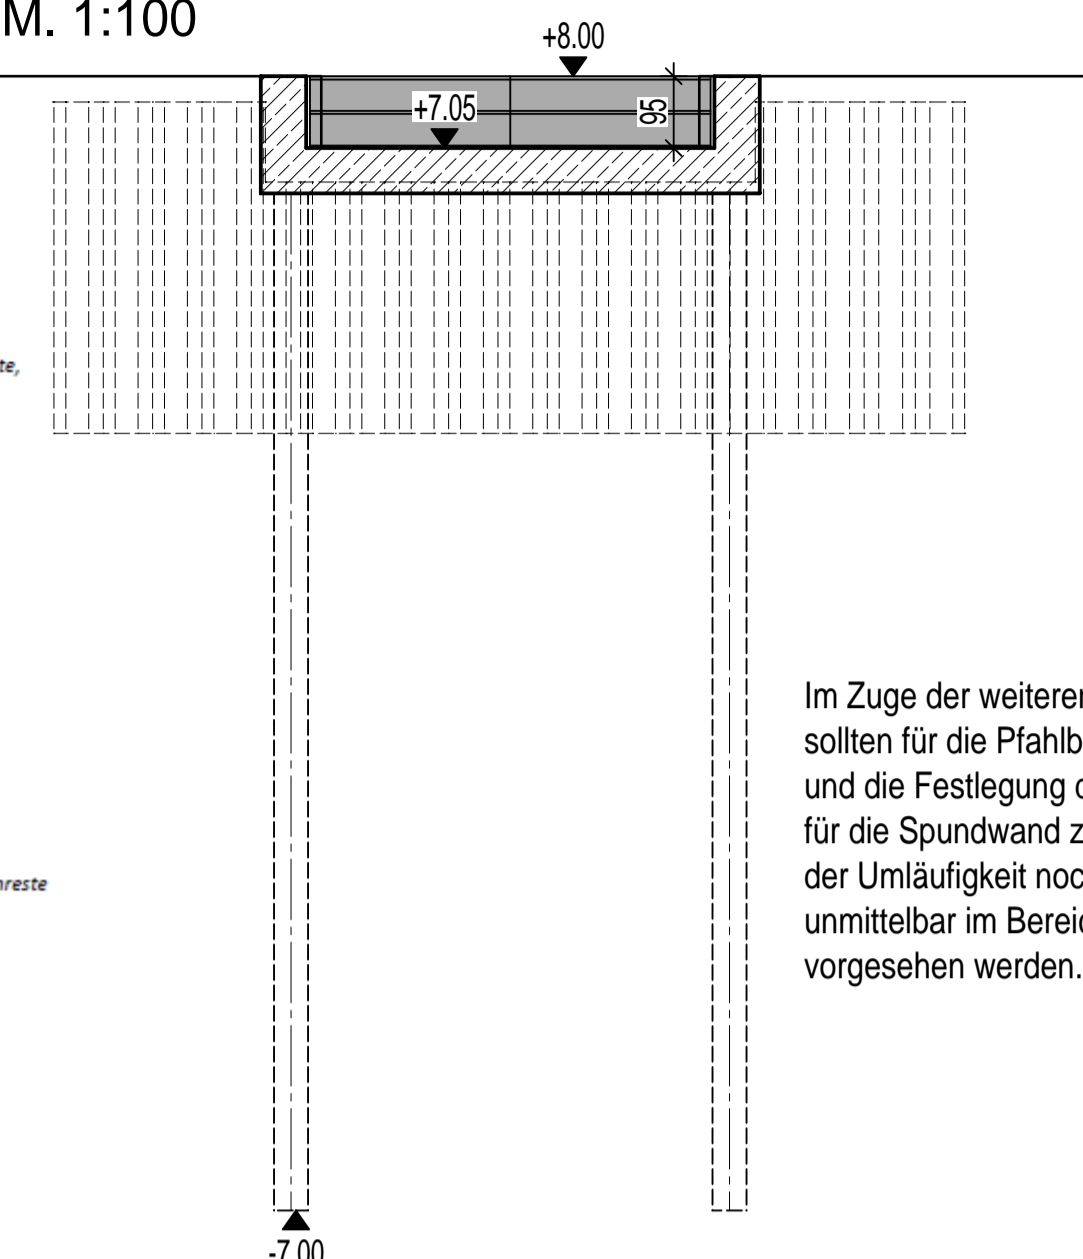 M. 1:100
+8.00
+7.05
95
te,
Im Zuge der weiteren
sollten für die Pfahlb
und die Festlegung
für die Spundwand z
der Umläufigkeit noc
unmittelbar im Bereic
vorgesehen werden.
reste
-7.00